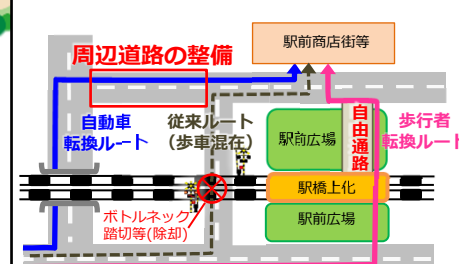 駅前商店街等
周辺道路の整備
自動車
転換ルート
従来ルート
（歩車混在）
駅前広場
自由通路
歩行者
転換ルート
駅橋上化
ボトルネック
踏切等(除却)
駅前広場